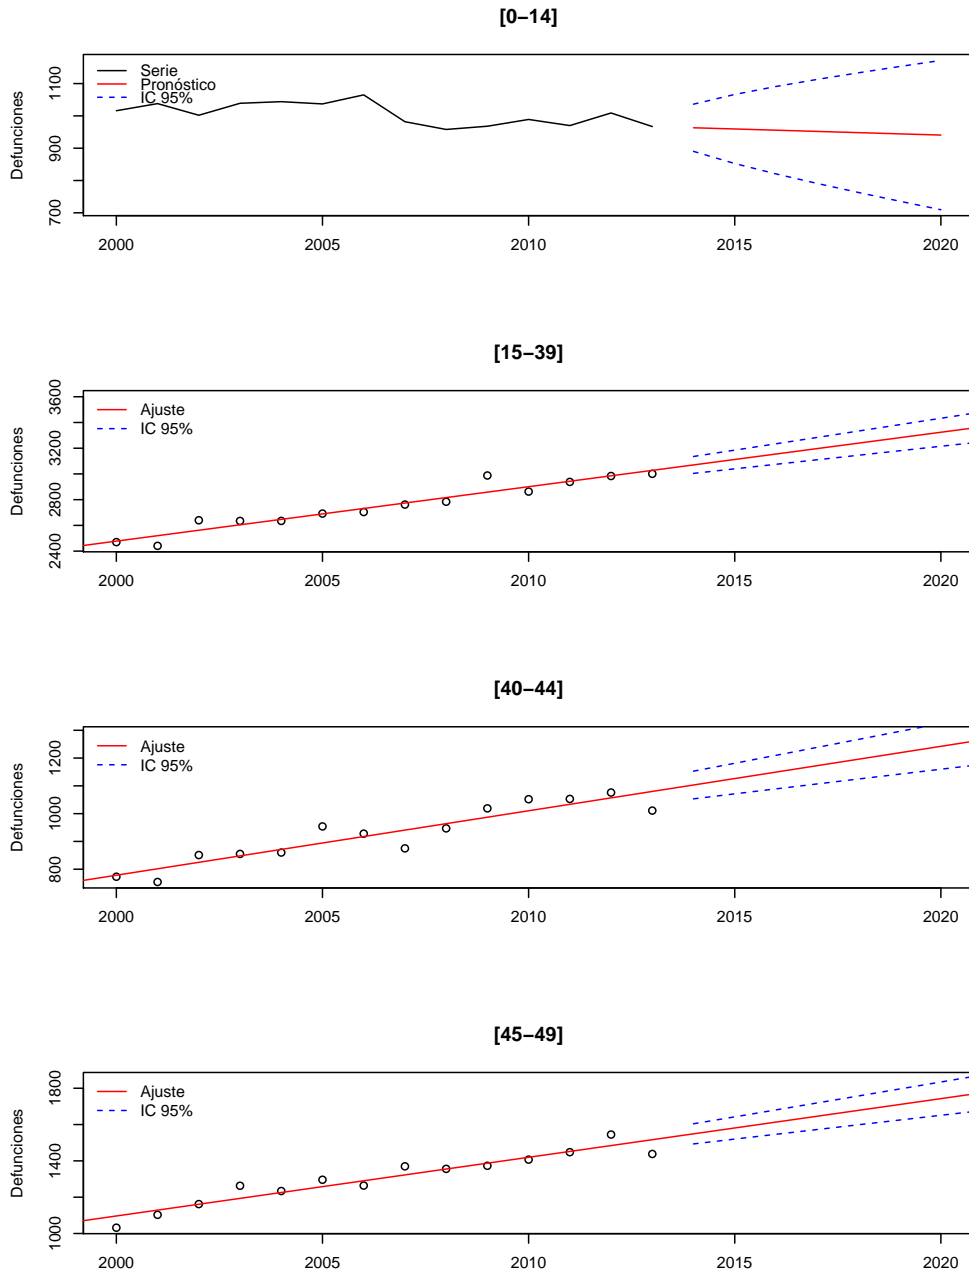 [0–14]
Defunciones
1100
900
700
Serie
Pronóstico
IC 95%
2000
2005
2010
2015
2020
[15–39]
Defunciones
3600
3200
2800
2400
Ajuste
IC 95%
2000
2005
2010
2015
2020
[40–44]
Defunciones
1200
1000
800
Ajuste
IC 95%
2000
2005
2010
2015
2020
[45–49]
Defunciones
1800
1400
1000
Ajuste
IC 95%
2000
2005
2010
2015
2020